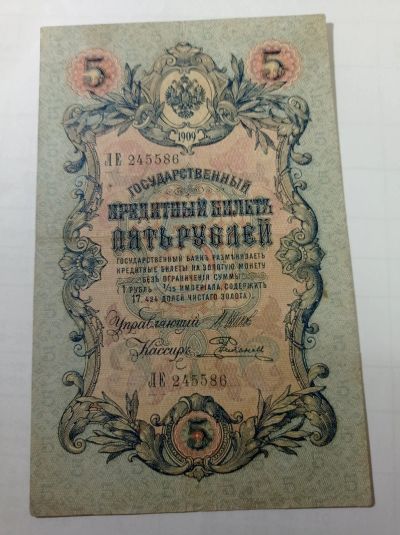 5 5
1909
ЛЕ 245586
ГОСУДАРСТВЕННЫЙ
КРЕДИТНЫЙ БИЛЕТЪ
ПЯТЬ РУБЛЕЙ
ГОСУДАРСТВЕННЫЙ БАНКЪ РАЗМѢНИВАЕТЪ
КРЕДИТНЫЕ БИЛЕТЫ НА ЗОЛОТУЮ МОНЕТУ
БЕЗЪ ОГРАНИЧЕНІЯ СУММЫ
(1 РУБЛЬ = 1/15 ИМПЕРІАЛА, СОДЕРЖИТЪ
17,424 ДОЛЕЙ ЧИСТАГО ЗОЛОТА).
Управляющій
Кассиръ
ЛЕ 245586
5